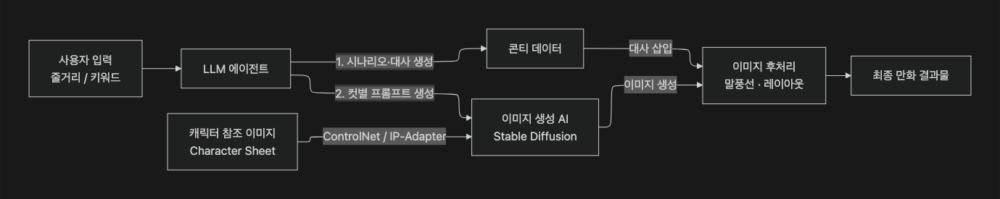 사용자 입력
줄거리 / 키워드
LLM 에이전트
1. 시나리오·대사 생성
2. 컷별 프롬프트 생성
캐릭터 참조 이미지
Character Sheet
ControlNet / IP-Adapter
콘티 데이터
이미지 생성 AI
Stable Diffusion
대사 삽입
이미지 생성
이미지 후처리
말풍선 · 레이아웃
최종 만화 결과물